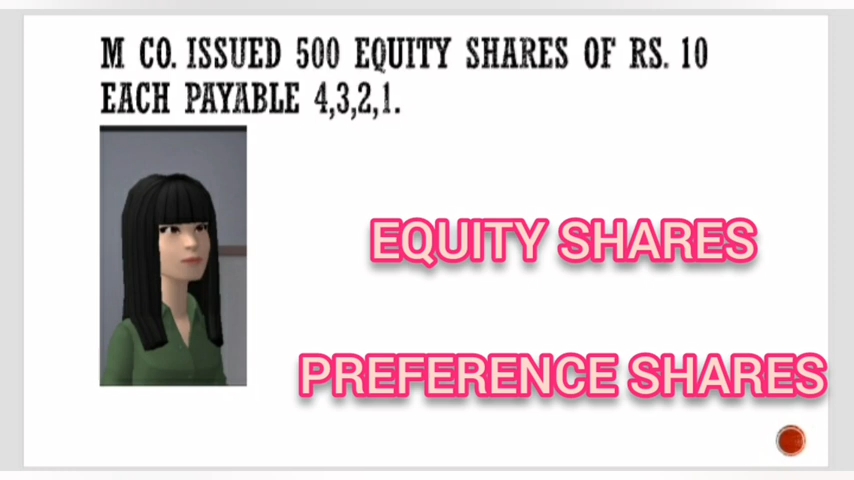 M CO. ISSUED 500 EQUITY SHARES OF RS. 10
EACH PAYABLE 4,3,2,1.
EQUITY SHARES
PREFERENCE SHARES